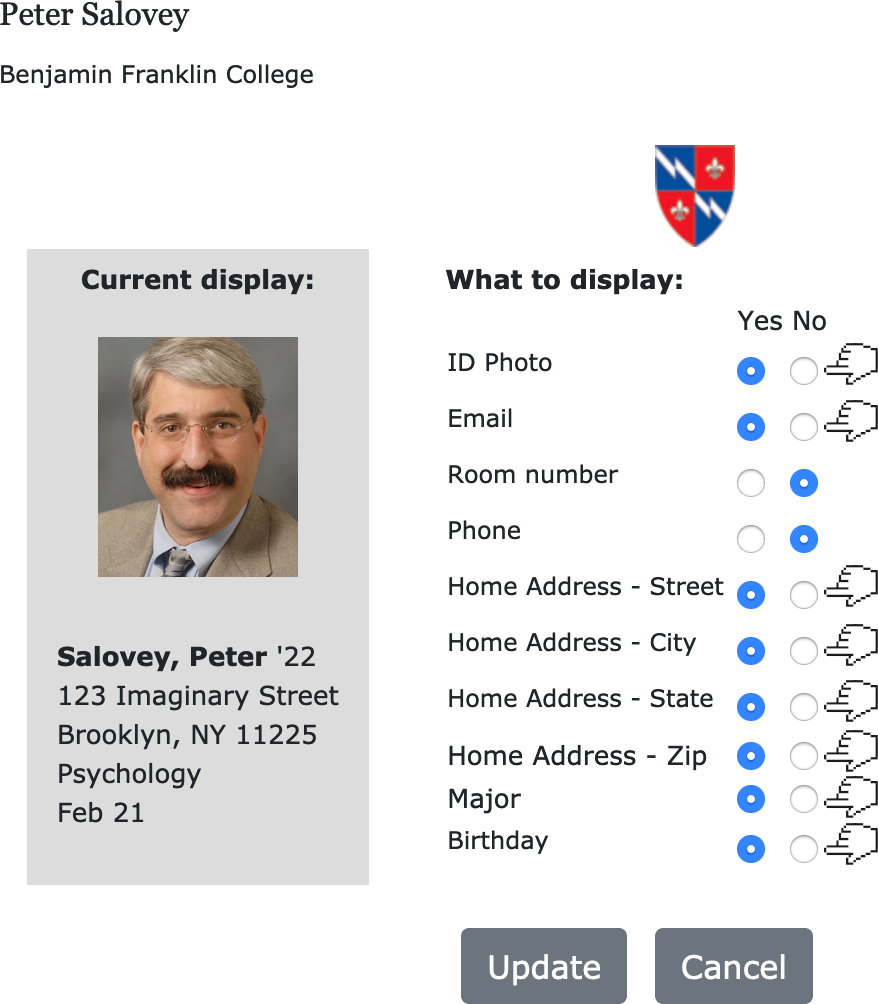 Peter Salovey
Benjamin Franklin College
Current display:
Salovey, Peter '22
123 Imaginary Street
Brooklyn, NY 11225
Psychology
Feb 21
What to display:
Yes No
ID Photo
Email
Room number
Phone
Home Address - Street
Home Address - City
Home Address - State
Home Address - Zip
Major
Birthday
Update
Cancel